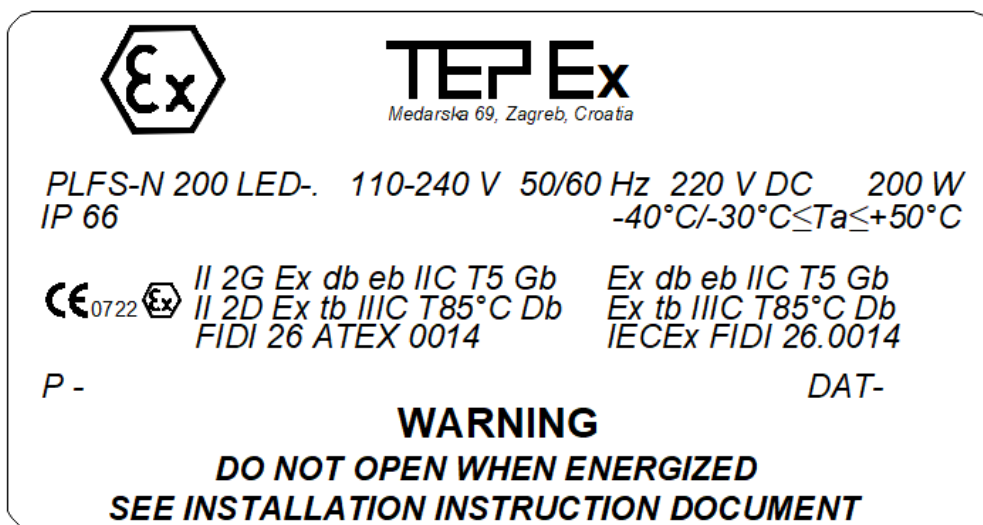 Ex
TEP Ex
Medarska 69, Zagreb, Croatia
PLFS-N 200 LED-. 110-240 V 50/60 Hz 220 V DC 200 W
IP 66 -40°C/-30°C≤Ta≤+50°C
II 2G Ex db eb IIC T5 Gb Ex db eb IIC T5 Gb
CE 0722 Ex II 2D Ex tb IIIC T85°C Db Ex tb IIIC T85°C Db
FIDI 26 ATEX 0014 IECEx FIDI 26.0014
P - DAT-
WARNING
DO NOT OPEN WHEN ENERGIZED
SEE INSTALLATION INSTRUCTION DOCUMENT